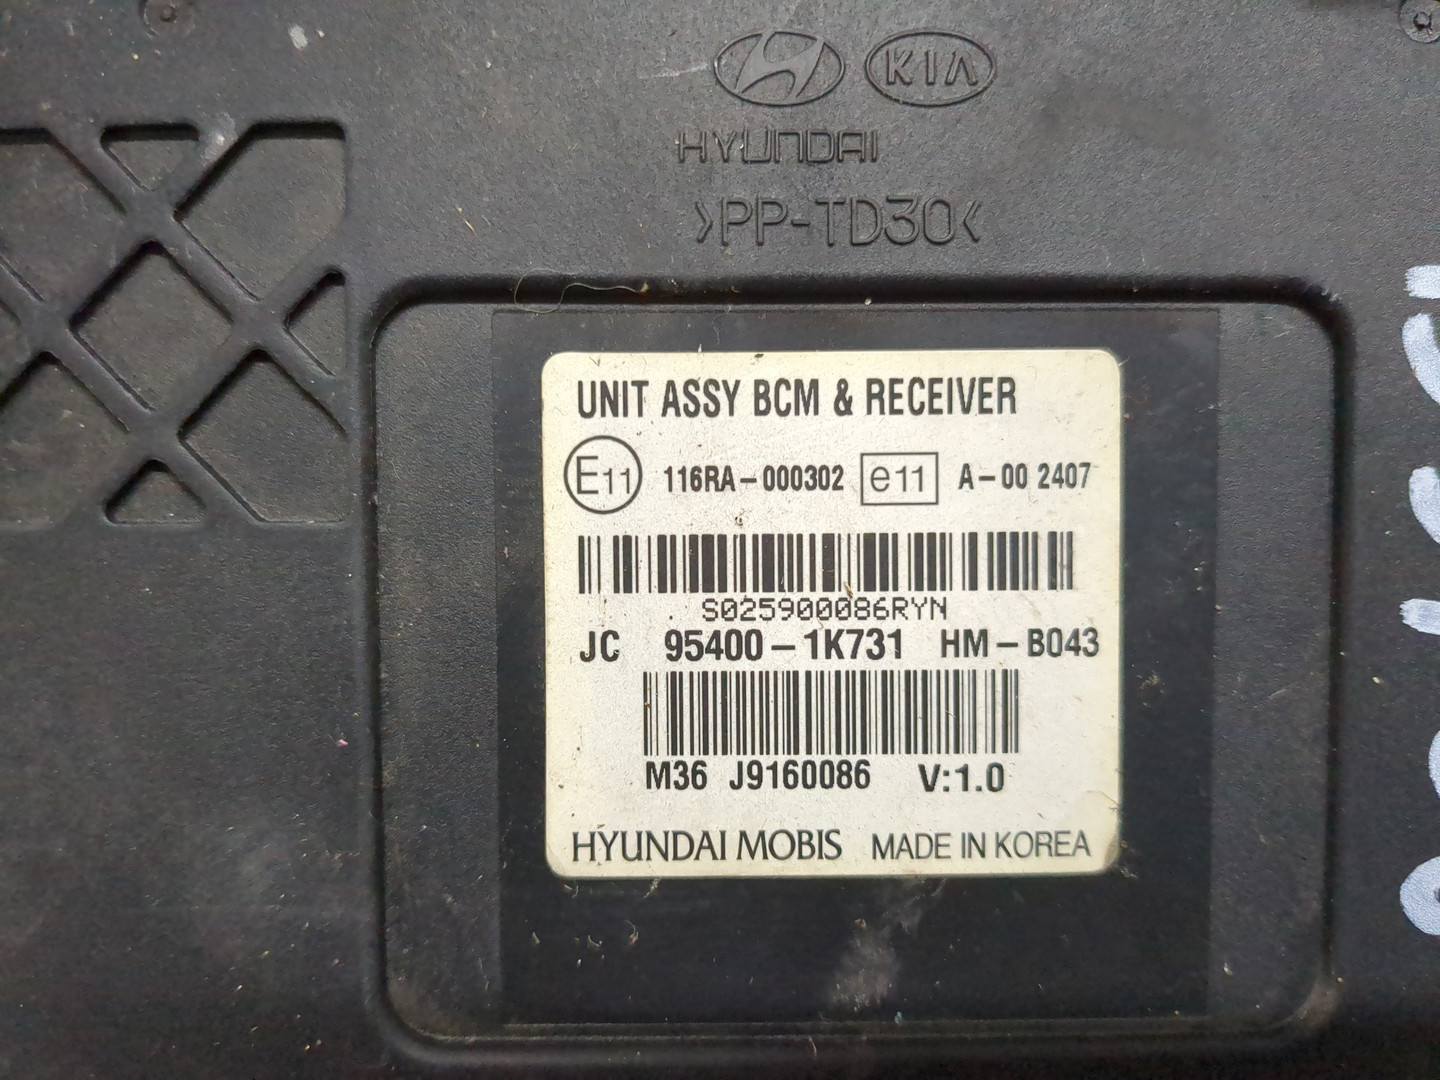 KIA
HYUNDAI
>PP-TD30<
UNIT ASSY BCM & RECEIVER
E11 116RA-000302 e11 A-00 2407
S025900086RYN
JC 95400-1K731 HM-B043
M36 J9160086 V:1.0
HYUNDAI MOBIS MADE IN KOREA